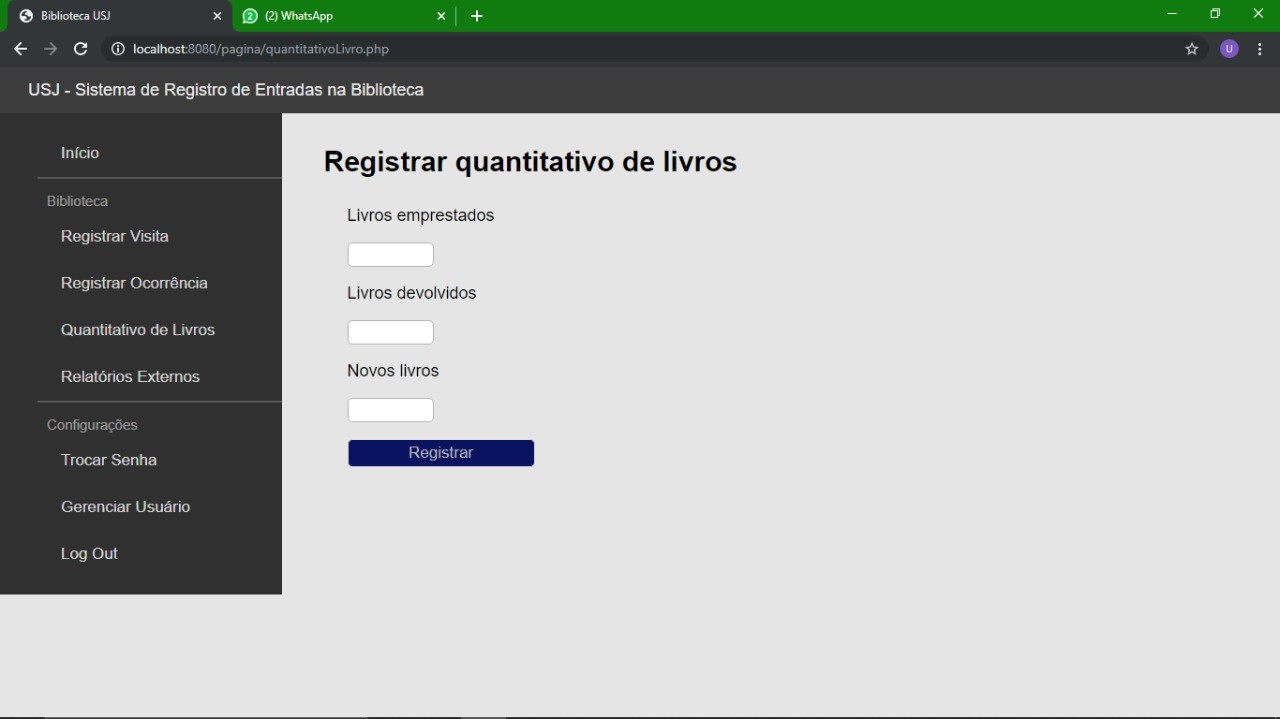 Biblioteca USJ
2
(2) WhatsApp
localhost:8080/pagina/quantitativoLivro.php
U
USJ - Sistema de Registro de Entradas na Biblioteca
Início
Biblioteca
Registrar Visita
Registrar Ocorrência
Quantitativo de Livros
Relatórios Externos
Configurações
Trocar Senha
Gerenciar Usuário
Log Out
Registrar quantitativo de livros
Livros emprestados
Livros devolvidos
Novos livros
Registrar